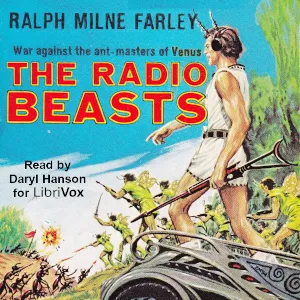 RALPH MILNE FARLEY
War against the ant-masters of Venus
THE RADIO
BEASTS
Read by
Daryl Hanson
for LibriVox